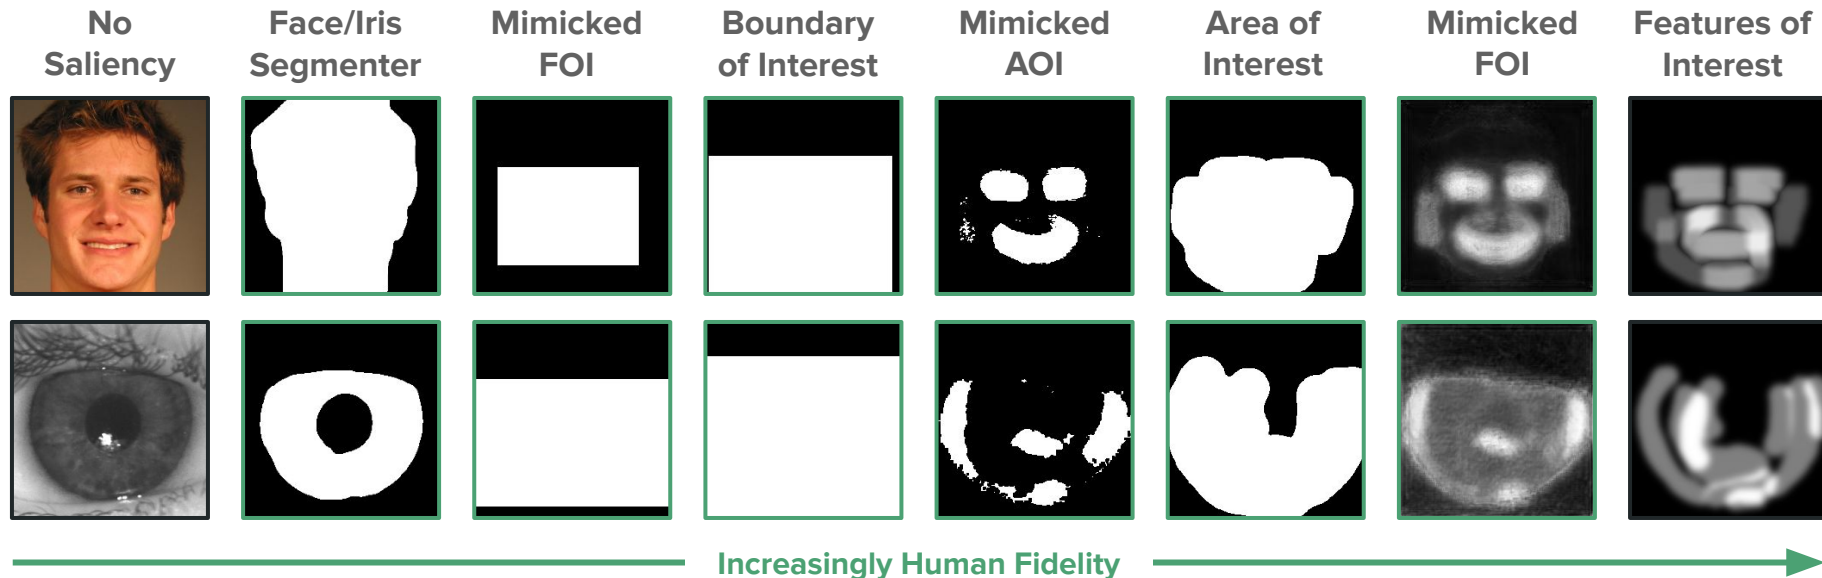 No Saliency
Face/Iris Segmenter
Mimicked FOI
Boundary of Interest
Mimicked AOI
Area of Interest
Mimicked FOI
Features of Interest
Increasingly Human Fidelity